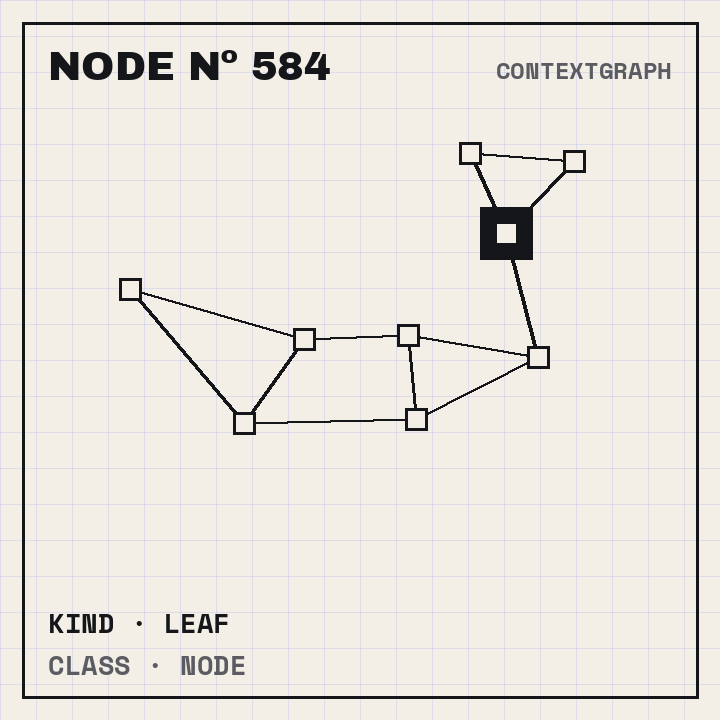 NODE Nº 584
CONTEXTGRAPH
KIND · LEAF
CLASS · NODE